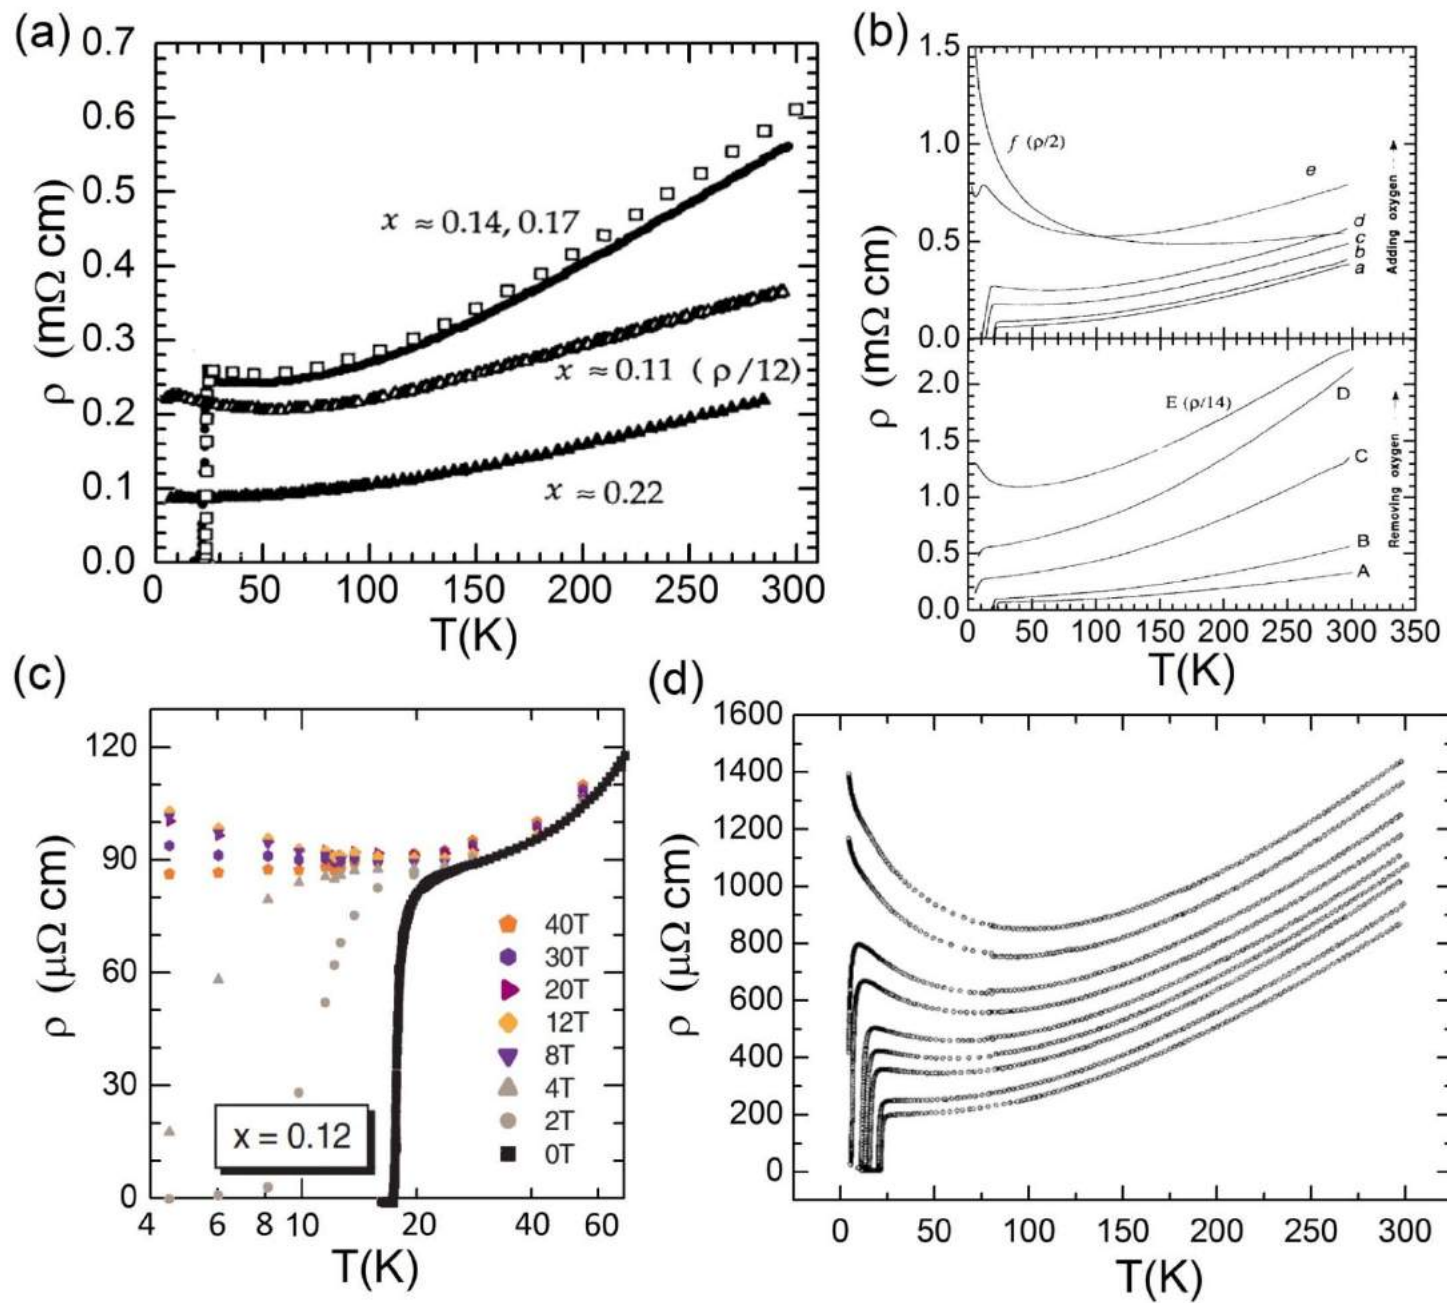 (a)
0.7
0.6
0.5
0.4
0.3
0.2
0.1
0.0
ρ (mΩ cm)
x ≈ 0.14, 0.17
x ≈ 0.11 (ρ/12)
x ≈ 0.22
0 50 100 150 200 250 300
T(K)
(b)
1.5
1.0
0.5
0.0
2.0
1.5
1.0
0.5
0.0
ρ (mΩ cm)
f (ρ/2)
e
d
c
b
a
Adding oxygen
E (ρ/14)
D
C
B
A
Removing oxygen
0 50 100 150 200 250 300 350
T(K)
(c)
120
90
60
30
0
ρ (μΩ cm)
40T
30T
20T
12T
8T
4T
2T
0T
x = 0.12
4 6 8 10 20 40 60
T(K)
(d)
1600
1400
1200
1000
800
600
400
200
0
ρ (μΩ cm)
0 50 100 150 200 250 300
T(K)